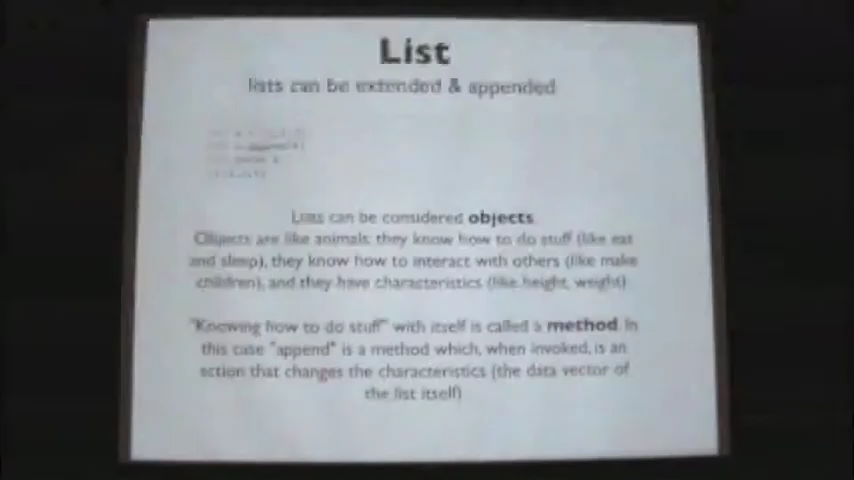 List
lists can be extended & appended
append
Lists can be considered objects
Objects are like animals: they know how to do stuff (like eat
and sleep), they know how to interact with others (like make
children), and they have characteristics (like height, weight)
"Knowing how to do stuff" with itself is called a method. In
this case "append" is a method which, when invoked, is an
action that changes the characteristics (the data vector of
the list itself)